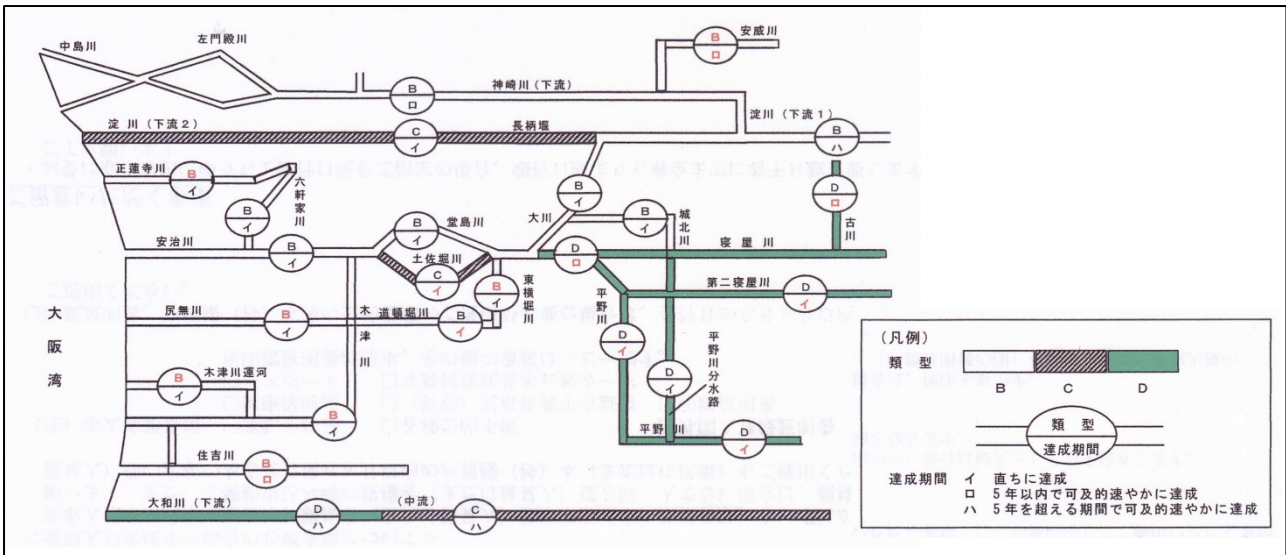 中島川
左門殿川
安威川
B
ロ
神崎川（下流）
B
ロ
淀川（下流1）
淀 川（下流2）
C
イ
長柄堰
B
ハ
正蓮寺川
B
イ
六軒家川
B
イ
D
ロ
古川
B
イ
大川
B
イ
城北川
堂島川
B
イ
安治川
B
イ
土佐堀川
C
イ
D
ロ
寝屋川
東横堀川
B
イ
第二寝屋川
D
イ
大阪湾
尻無川
B
イ
木津川
道頓堀川
B
イ
平野川
D
イ
平野川分水路
D
イ
木津川運河
B
イ
B
イ
平野川
D
イ
住吉川
B
ロ
大和川（下流）
D
ハ
（中流）
C
ハ
（凡例）
類 型
B C D
類 型
達成期間
達成期間 イ 直ちに達成
ロ 5年以内で可及的速やかに達成
ハ 5年を超える期間で可及的速やかに達成